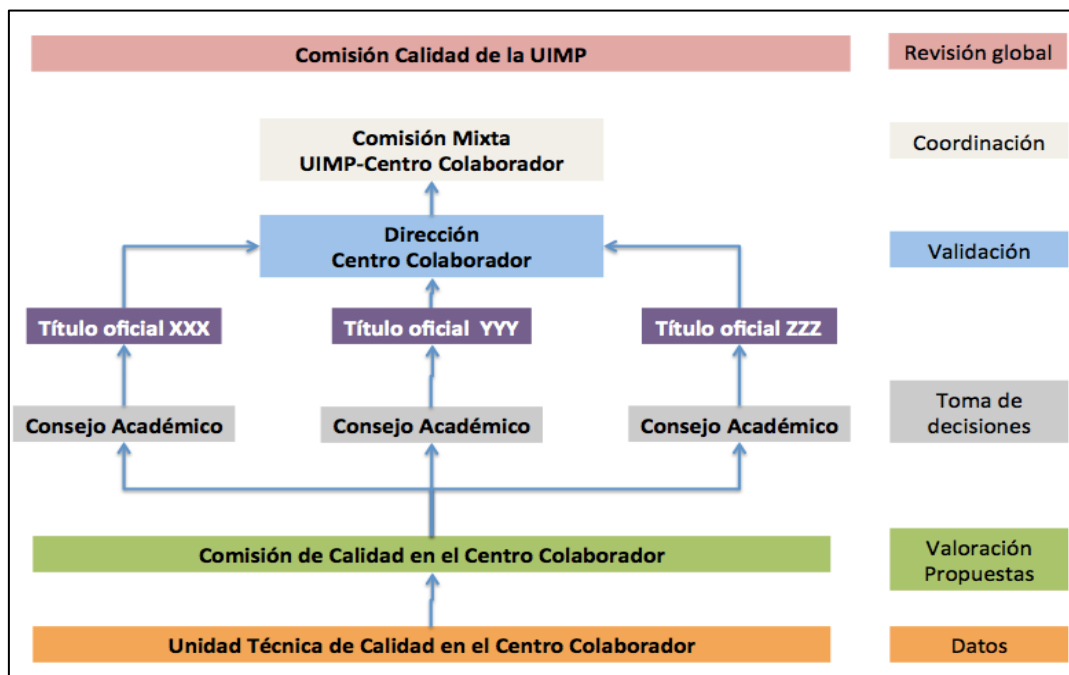 Comisión Calidad de la UIMP
Revisión global
Comisión Mixta
UIMP-Centro Colaborador
Coordinación
Dirección
Centro Colaborador
Validación
Título oficial XXX
Título oficial YYY
Título oficial ZZZ
Consejo Académico
Consejo Académico
Consejo Académico
Toma de
decisiones
Comisión de Calidad en el Centro Colaborador
Valoración
Propuestas
Unidad Técnica de Calidad en el Centro Colaborador
Datos